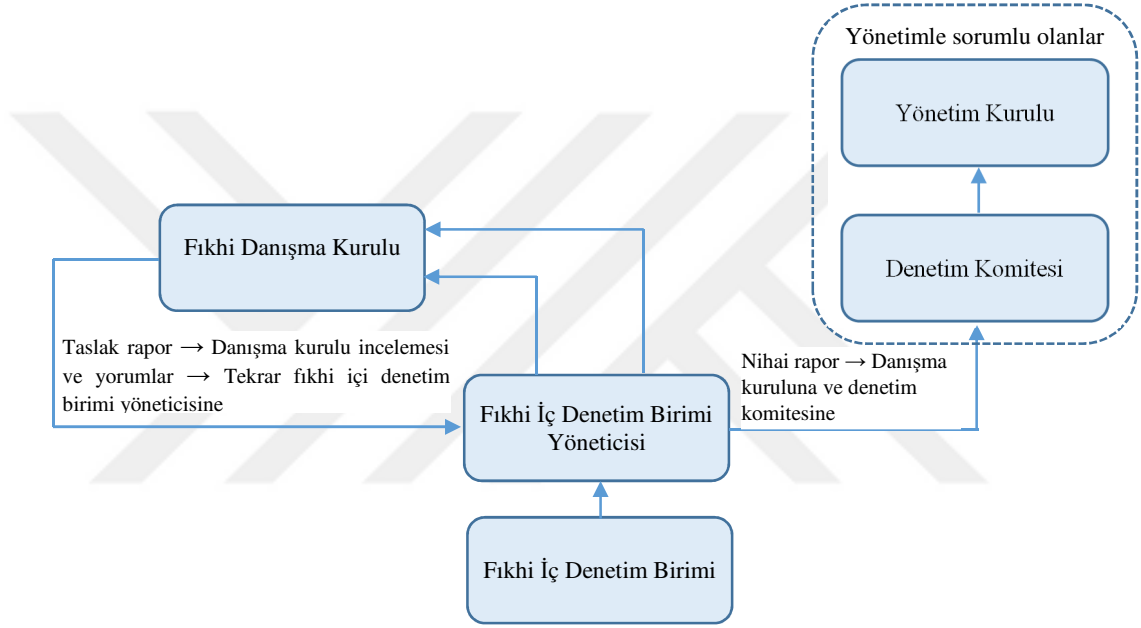 Yönetimle sorumlu olanlar
Yönetim Kurulu
Denetim Komitesi
Fıkhi Danışma Kurulu
Taslak rapor → Danışma kurulu incelemesi
ve yorumlar → Tekrar fıkhi içi denetim
birimi yöneticisine
Nihai rapor → Danışma
kuruluna ve denetim
komitesine
Fıkhi İç Denetim Birimi
Yöneticisi
Fıkhi İç Denetim Birimi